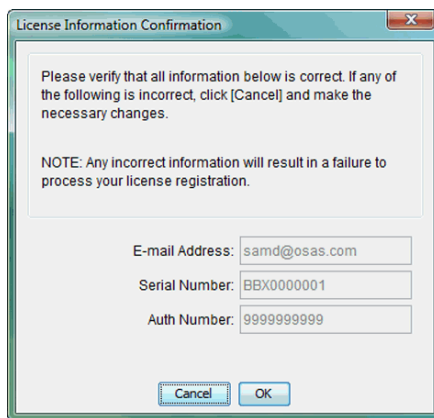 License Information Confirmation
Please verify that all information below is correct. If any of
the following is incorrect, click [Cancel] and make the
necessary changes.
NOTE: Any incorrect information will result in a failure to
process your license registration.
E-mail Address: samd@osas.com
Serial Number: BBX0000001
Auth Number: 9999999999
Cancel OK